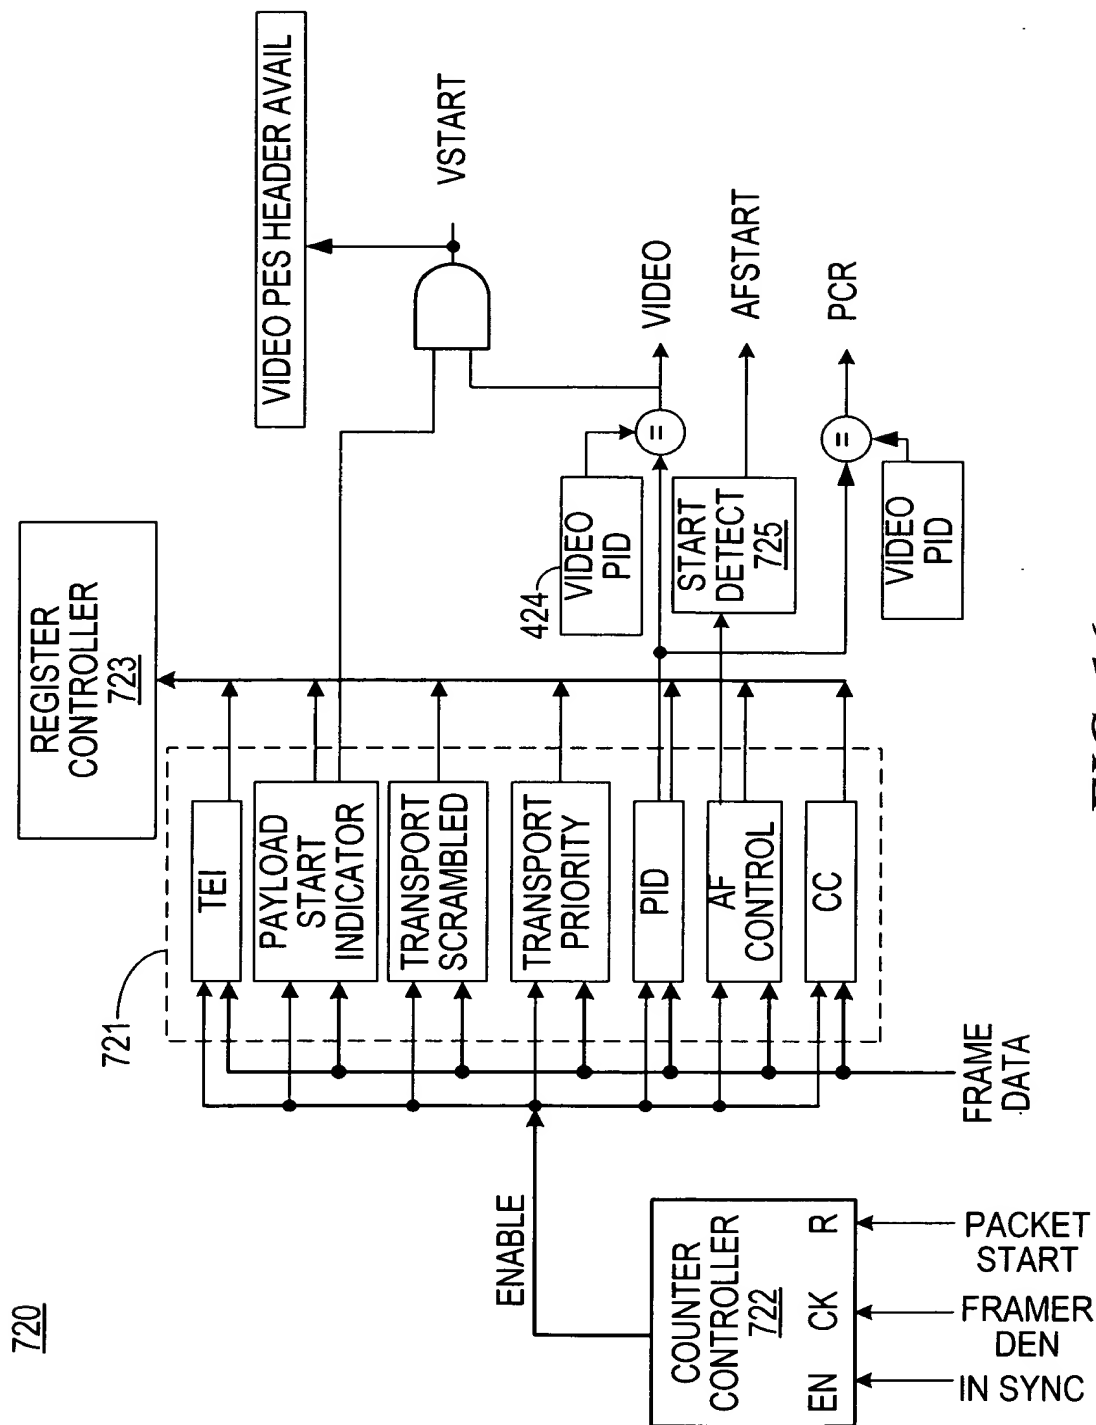 720
COUNTER
CONTROLLER
722
EN
CK
R
IN SYNC
FRAMER
DEN
PACKET
START
ENABLE
FRAME
DATA
721
TEI
PAYLOAD
START
INDICATOR
TRANSPORT
SCRAMBLED
TRANSPORT
PRIORITY
PID
AF
CONTROL
CC
REGISTER
CONTROLLER
723
424
VIDEO
PID
START
DETECT
725
VIDEO
PID
=
=
VIDEO PES HEADER AVAIL
VSTART
VIDEO
AFSTART
PCR